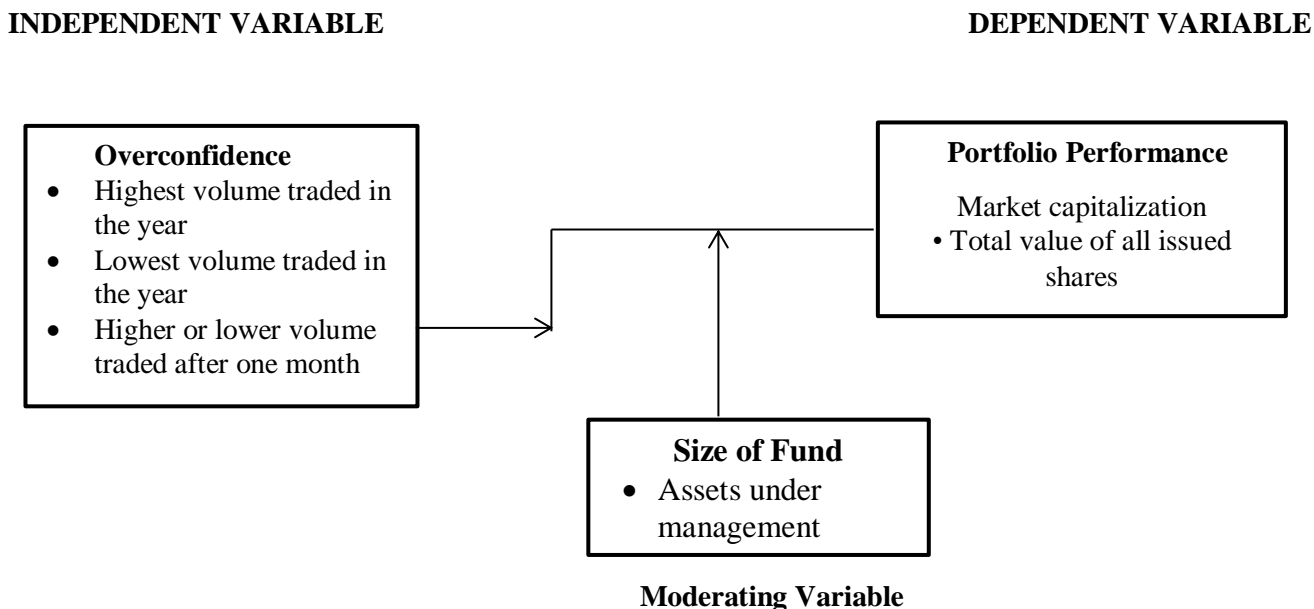 INDEPENDENT VARIABLE
DEPENDENT VARIABLE
Overconfidence
• Highest volume traded in
the year
• Lowest volume traded in
the year
• Higher or lower volume
traded after one month
Portfolio Performance
Market capitalization
• Total value of all issued
shares
Size of Fund
• Assets under
management
Moderating Variable